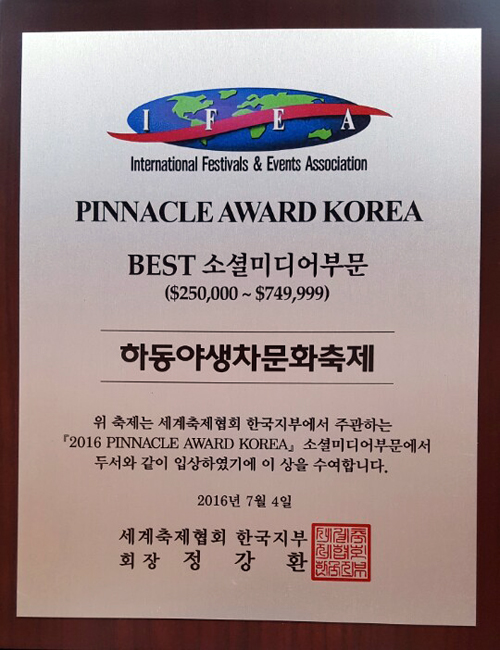 I F E A
International Festivals & Events Association
PINNACLE AWARD KOREA
BEST 소셜미디어부문
($250,000 ~ $749,999)
하동야생차문화축제
위 축제는 세계축제협회 한국지부에서 주관하는
『2016 PINNACLE AWARD KOREA』 소셜미디어부문에서
두서와 같이 입상하였기에 이 상을 수여합니다.
2016년 7월 4일
세계축제협회 한국지부
회장 정 강 환